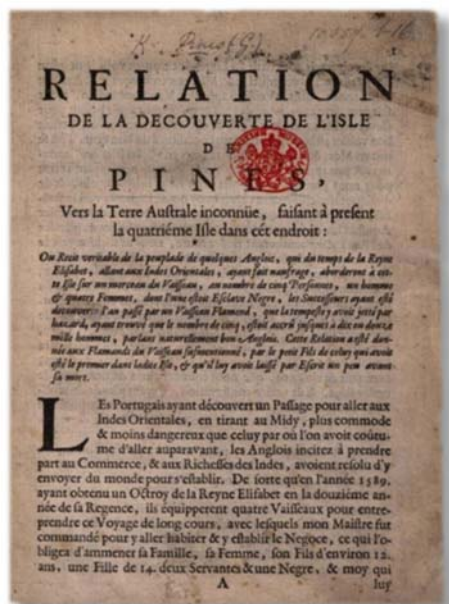 1
RELATION
DE LA DECOUVERTE DE L'ISLE
DE
PINES,
Vers la Terre Australe inconnüe, faisant à present
la quatriéme Isle dans cét endroit :
Ou Recit veritable de la peuplade de quelques Anglois, qui du temps de la Reyne
Elisabet, allant aux Indes Orientales, ayant fait naufrage, aborderent à cet-
te Isle sur un morceau du Vaisseau, au nombre de cinq Personnes, un homme
& quatre Femmes, dont l'une estoit Esclave Negre, les Successeurs ayant esté
découverts l'an passé par un Vaisseau Flamend, que la tempeste y avoit jetté par
hazard, ayant trouvé que le nombre de cinq, estoit accrû jusques à dix ou douze
mille hommes, parlans naturellement bon Anglois. Cette Relation a esté don-
née aux Flamands du Vaisseau susmentionné, par le petit Fils de celuy qui avoit
esté le premier dans ladite Isle, & qu'il luy avoit laissé par Escrit un peu avant
sa mort.
LEs Portugais ayant découvert un Passage pour aller aux
Indes Orientales, en tirant au Midy, plus commode
& moins dangereux que celuy par où l'on avoit coûtu-
me d'aller auparavant, les Anglois incitez à prendre
part au Commerce, & aux Richesses des Indes, avoient resolu d'y
envoyer du monde pour s'establir. De sorte qu'en l'année 1589.
ayant obtenu un Octroy de la Reyne Elisabet en la douziéme an-
née de sa Regence, ils équipperent quatre Vaisseaux pour entre-
prendre ce Voyage de long cours, avec lesquels mon Maistre fut
commandé pour y aller habiter & y establir le Negoce, ce qui l'o-
bligea d'ammener sa Famille, sa Femme, son Fils d'environ 12.
ans, une Fille de 14. deux Servantes & une Negre, & moy qui
A luy